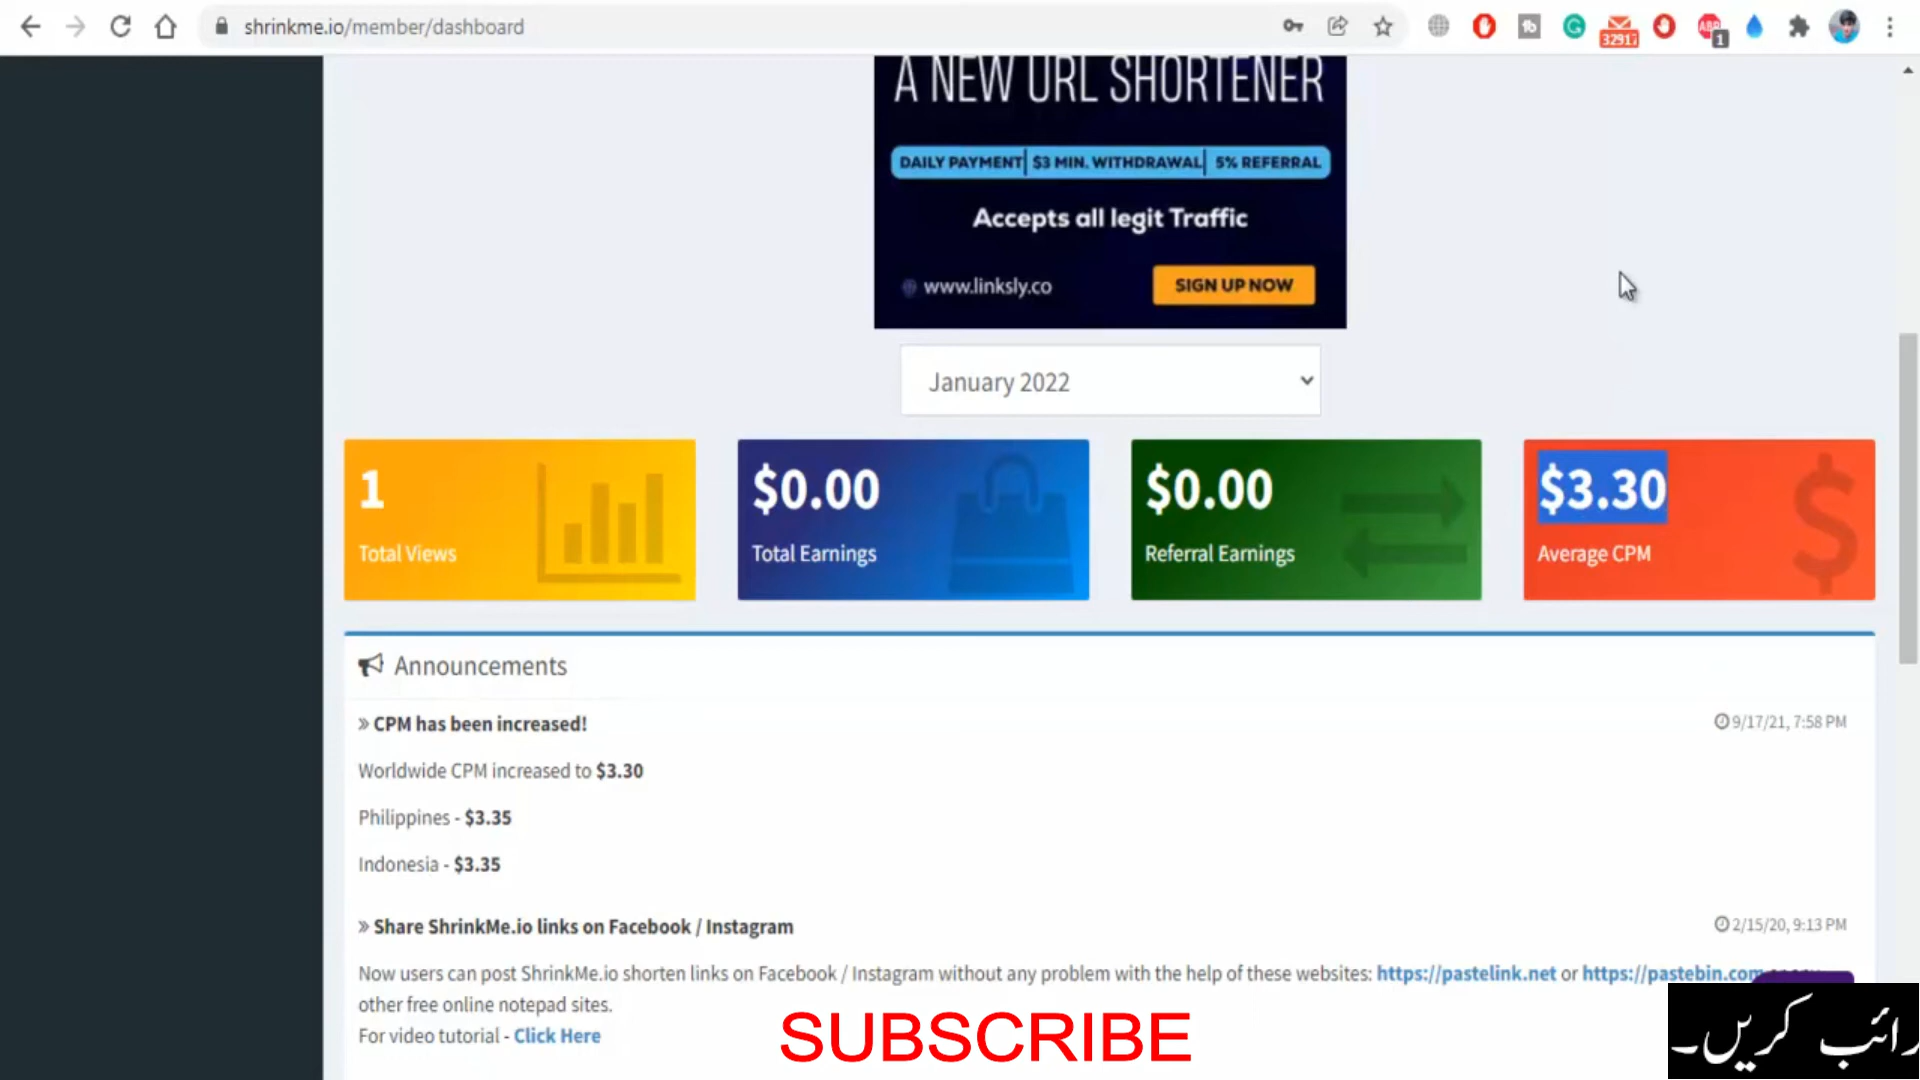 shrinkme.io/member/dashboard
32917
ABP
1
A NEW URL SHORTENER
DAILY PAYMENT| $3 MIN. WITHDRAWAL| 5% REFERRAL
Accepts all legit Traffic
www.linksly.co
SIGN UP NOW
January 2022
1
Total Views
$0.00
Total Earnings
$0.00
Referral Earnings
$3.30
Average CPM
Announcements
» CPM has been increased!
9/17/21, 7:58 PM
Worldwide CPM increased to $3.30
Philippines - $3.35
Indonesia - $3.35
» Share ShrinkMe.io links on Facebook / Instagram
2/15/20, 9:13 PM
Now users can post ShrinkMe.io shorten links on Facebook / Instagram without any problem with the help of these websites: https://pastelink.net or https://pastebin.com
other free online notepad sites.
For video tutorial - Click Here
SUBSCRIBE
رائب کریں۔